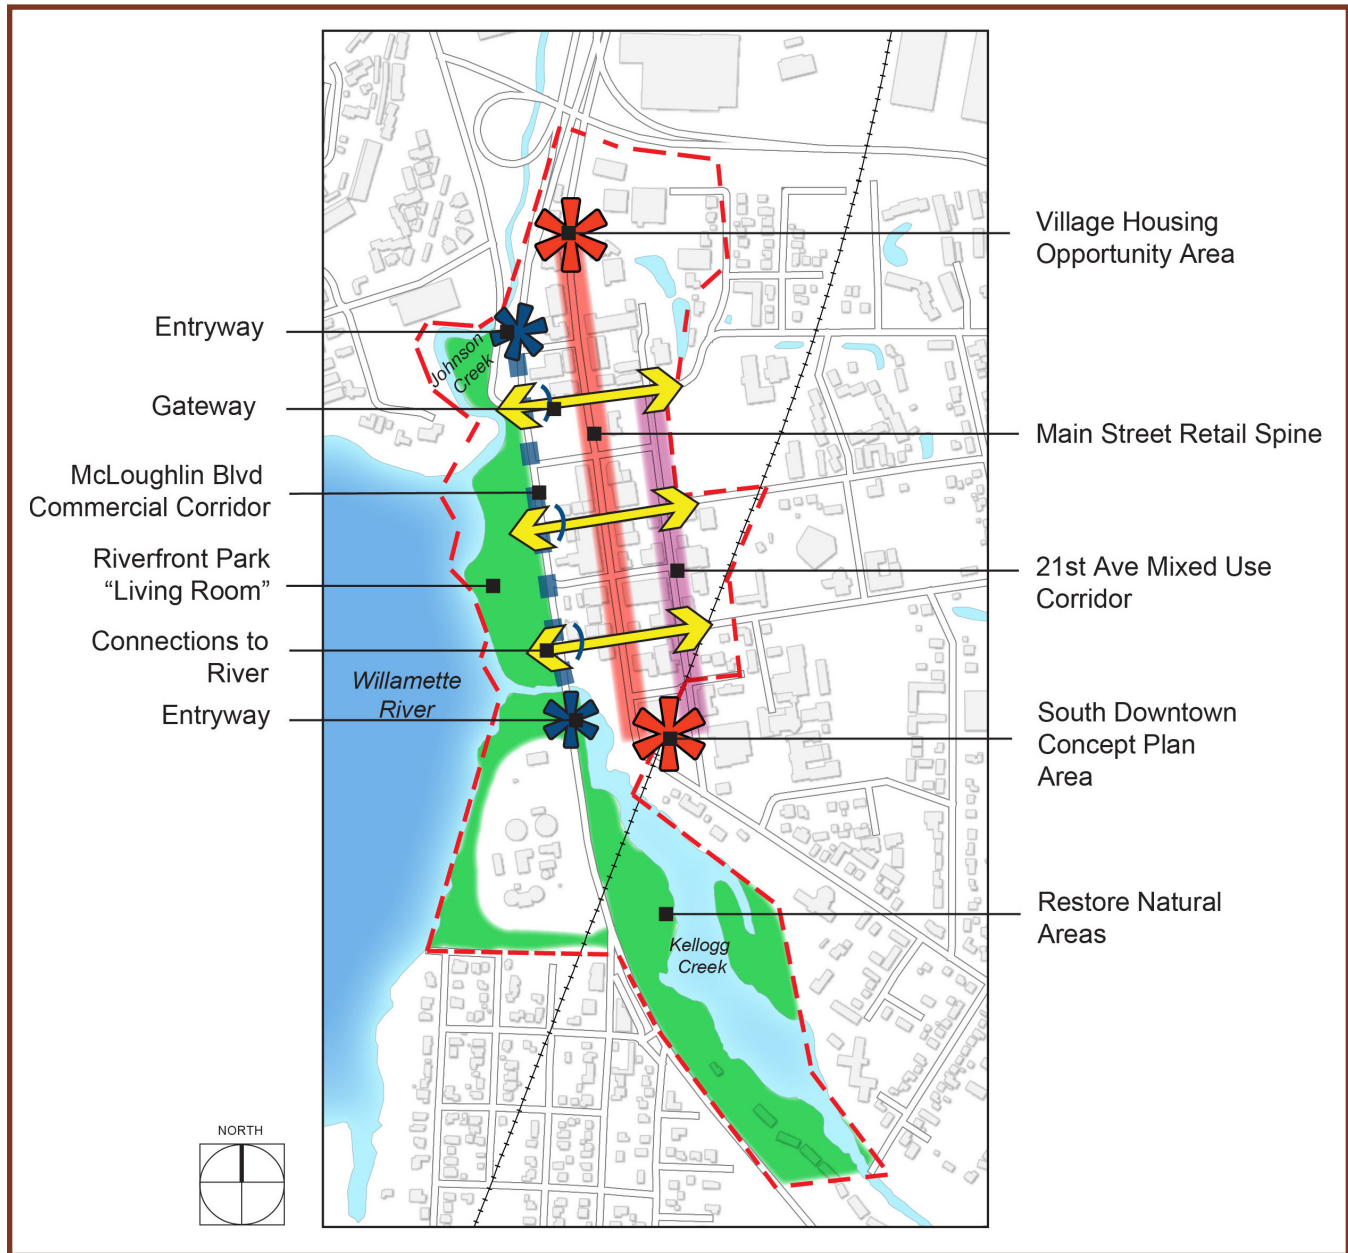 Village Housing
Opportunity Area
Entryway
Johnson
Creek
Gateway
Main Street Retail Spine
McLoughlin Blvd
Commercial Corridor
Riverfront Park
“Living Room”
21st Ave Mixed Use
Corridor
Connections to
River
Willamette
River
Entryway
South Downtown
Concept Plan
Area
Restore Natural
Areas
Kellogg
Creek
NORTH